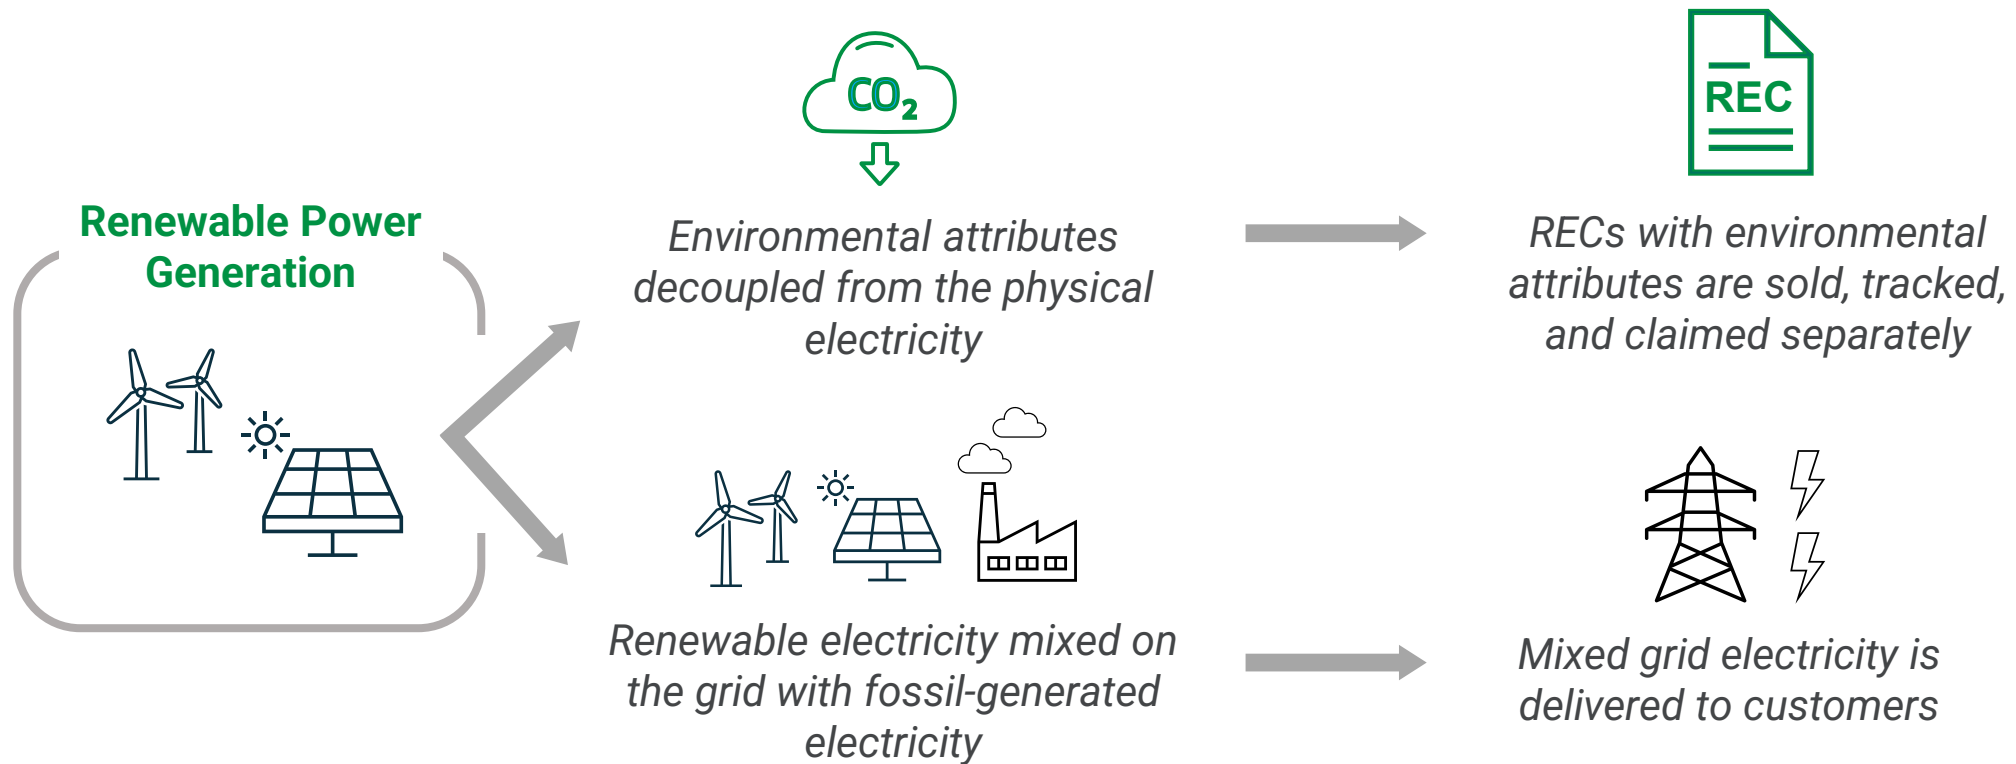 Renewable Power
Generation
CO₂
Environmental attributes
decoupled from the physical
electricity
REC
RECs with environmental
attributes are sold, tracked,
and claimed separately
Renewable electricity mixed on
the grid with fossil-generated
electricity
Mixed grid electricity is
delivered to customers